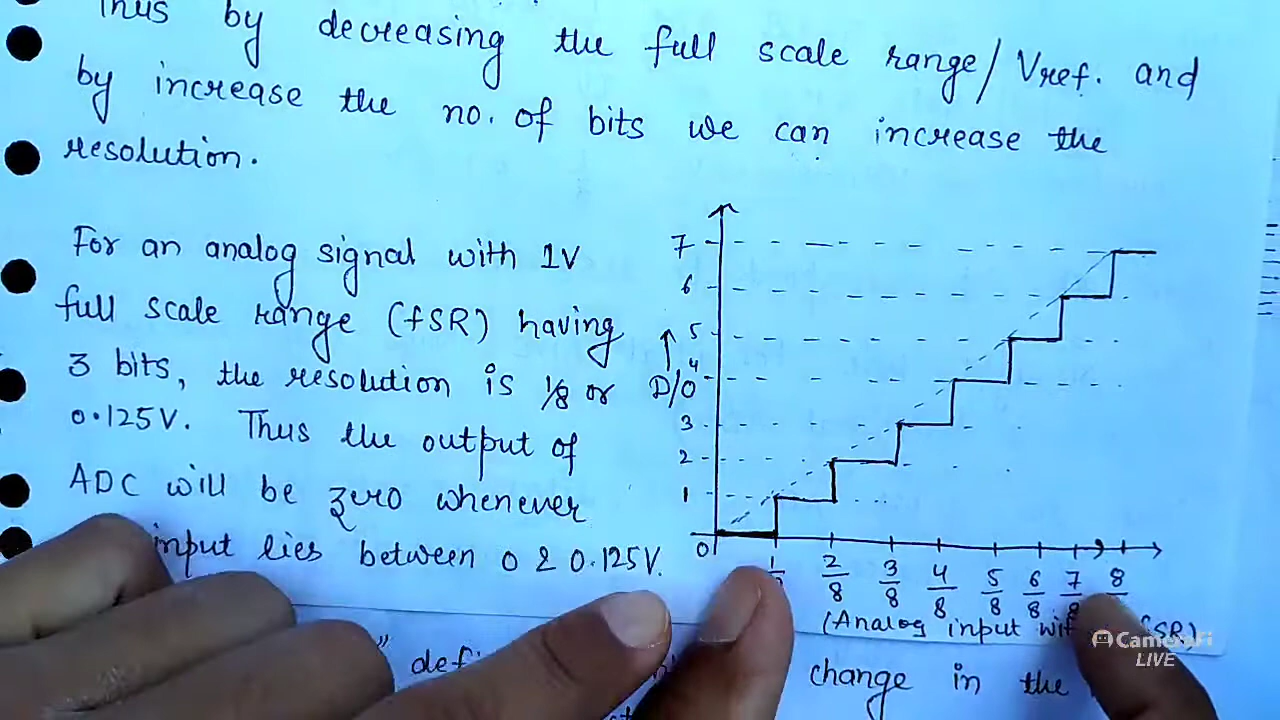 Thus by decreasing the full scale range/Vref. and
by increase the no. of bits we can increase the
resolution.
For an analog signal with 1V
full scale range (fSR) having
3 bits, the resolution is 1/8 or
0.125V. Thus the output of
ADC will be zero whenever
input lies between 0 & 0.125V.
7
6
5
4
D/O
3
2
1
0
1 2/8 3/8 4/8 5/8 6/8 7/8 8
(Analog input FSR)
" change in the
CameraFi
LIVE